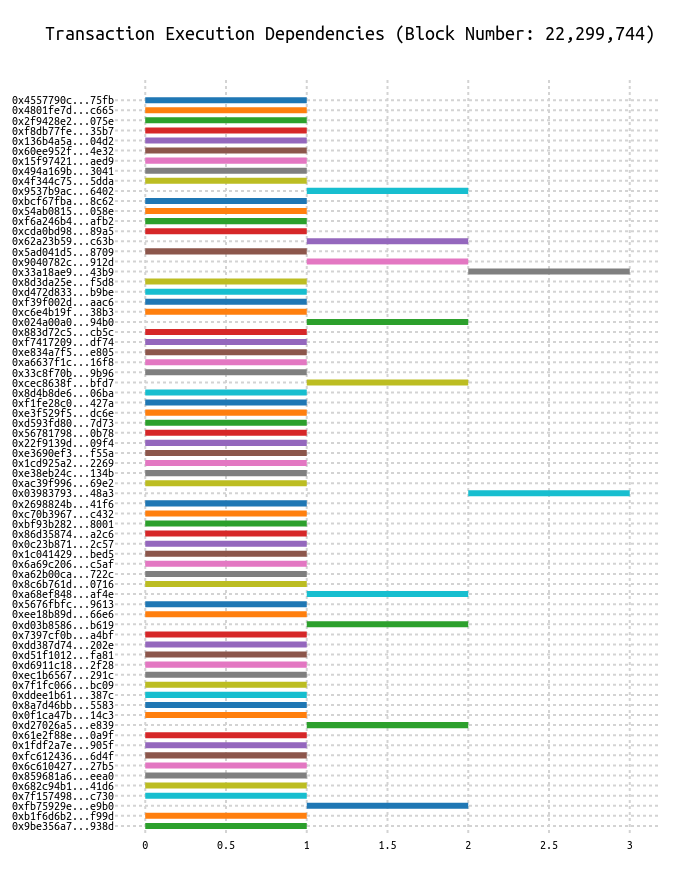 Transaction Execution Dependencies (Block Number: 22,299,744)
0x4557790c...75fb
0x4801fe7d...c665
0x2f9428e2...075e
0xf8db77fe...35b7
0x136b4a5a...04d2
0x60ee952f...4e32
0x15f97421...aed9
0x494a169b...3041
0x4f344c75...5dda
0x9537b9ac...6402
0xbcf67fba...8c62
0x54ab0815...058e
0xf6a246b4...afb2
0xcda0bd98...89a5
0x62a23b59...c63b
0x5ad041d5...8709
0x9040782c...912d
0x33a18ae9...43b9
0x8d3da25e...f5d8
0xd472d833...b9be
0xf39f002d...aac6
0xc6e4b19f...38b3
0x024a00a0...94b0
0x883d72c5...cb5c
0xf7417209...df74
0xe834a7f5...e805
0xa6637f1c...16f8
0x33c8f70b...9b96
0xcec8638f...bfd7
0x8d4b8de6...06ba
0xf1fe28c0...427a
0xe3f529f5...dc6e
0xd593fd80...7d73
0x56781798...0b78
0x22f9139d...09f4
0xe3690ef3...f55a
0x1cd925a2...2269
0xe38eb24c...134b
0xac39f996...69e2
0x03983793...48a3
0x2698824b...41f6
0xc70b3967...c432
0xbf93b282...8001
0x86d35874...a2c6
0x0c23b871...2c57
0x1c041429...bed5
0x6a69c206...c5af
0xa62b00ca...722c
0x8c6b761d...0716
0xa68ef848...af4e
0x5676fbfc...9613
0xee18b89d...66e6
0xd03b8586...b619
0x7397cf0b...a4bf
0xdd387d74...202e
0xd51f1012...fa81
0xd6911c18...2f28
0xec1b6567...291c
0x7f1fc066...bc09
0xddee1b61...387c
0x8a7d46bb...5583
0x0f1ca47b...14c3
0xd27026a5...e839
0x61e2f88e...0a9f
0x1fdf2a7e...905f
0xfc612436...6d4f
0x6c610427...27b5
0x859681a6...eea0
0x682c94b1...41d6
0x7f157498...c730
0xfb75929e...e9b0
0xb1f6d6b2...f99d
0x9be356a7...938d
0 0.5 1 1.5 2 2.5 3